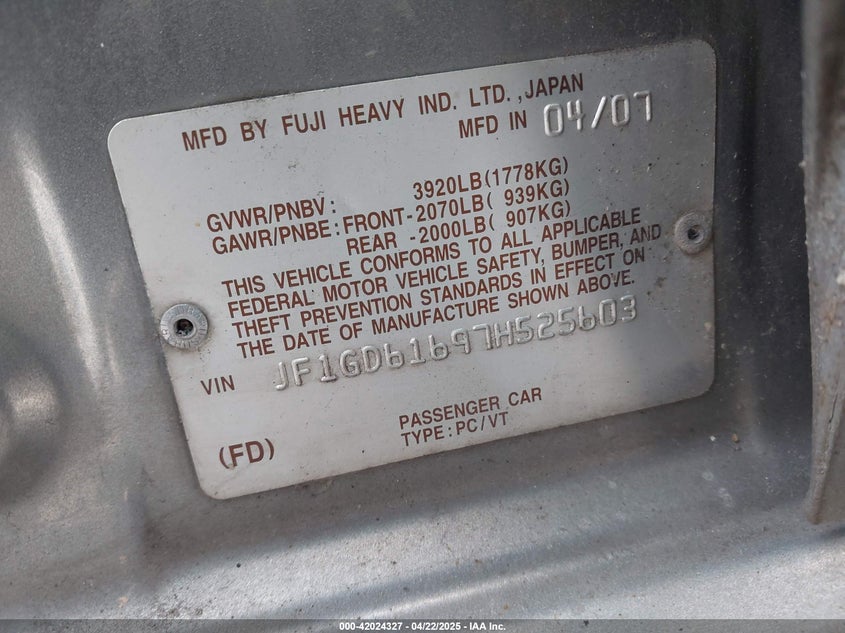 MFD BY FUJI HEAVY IND. LTD.,JAPAN
MFD IN 04/07
GVWR/PNBV: 3920LB(1778KG)
GAWR/PNBE:FRONT-2070LB( 939KG)
REAR -2000LB( 907KG)
THIS VEHICLE CONFORMS TO ALL APPLICABLE
FEDERAL MOTOR VEHICLE SAFETY, BUMPER, AND
THEFT PREVENTION STANDARDS IN EFFECT ON
THE DATE OF MANUFACTURE SHOWN ABOVE.
VIN JF1GD61697H525603
PASSENGER CAR
(FD) TYPE:PC/VT
000-42024327 - 04/22/2025 - IAA Inc.